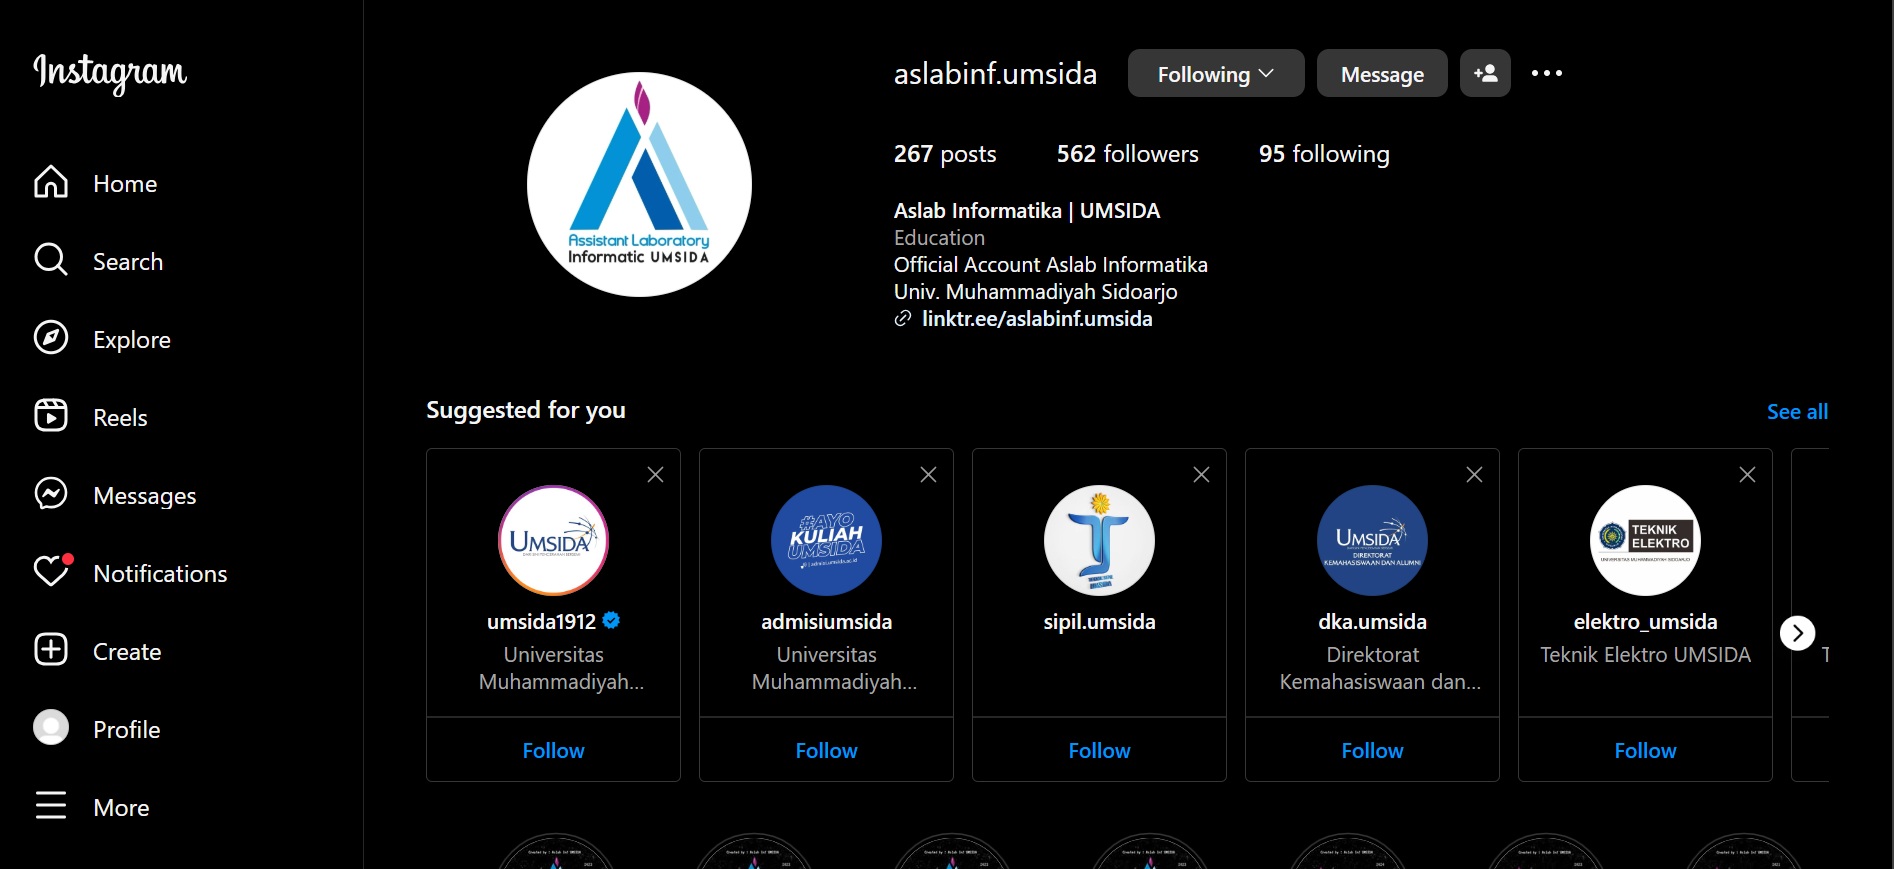 Instagram
Home
Search
Explore
Reels
Messages
Notifications
Create
Profile
More
Assistant Laboratory
Informatic UMSIDA
aslabinf.umsida
Following
Message
267 posts
562 followers
95 following
Aslab Informatika | UMSIDA
Education
Official Account Aslab Informatika
Univ. Muhammadiyah Sidoarjo
linktr.ee/aslabinf.umsida
Suggested for you
See all
UMSIDA
umsida1912
Universitas
Muhammadiyah...
Follow
#AYO
KULIAH
UMSIDA
admisiumsida
Universitas
Muhammadiyah...
Follow
sipil.umsida
Follow
UMSIDA
DIREKTORAT
KEMAHASISWAAN DAN ALUMNI
dka.umsida
Direktorat
Kemahasiswaan dan...
Follow
TEKNIK
ELEKTRO
UNIVERSITAS MUHAMMADIYAH SIDOARJO
elektro_umsida
Teknik Elektro UMSIDA
Follow
T